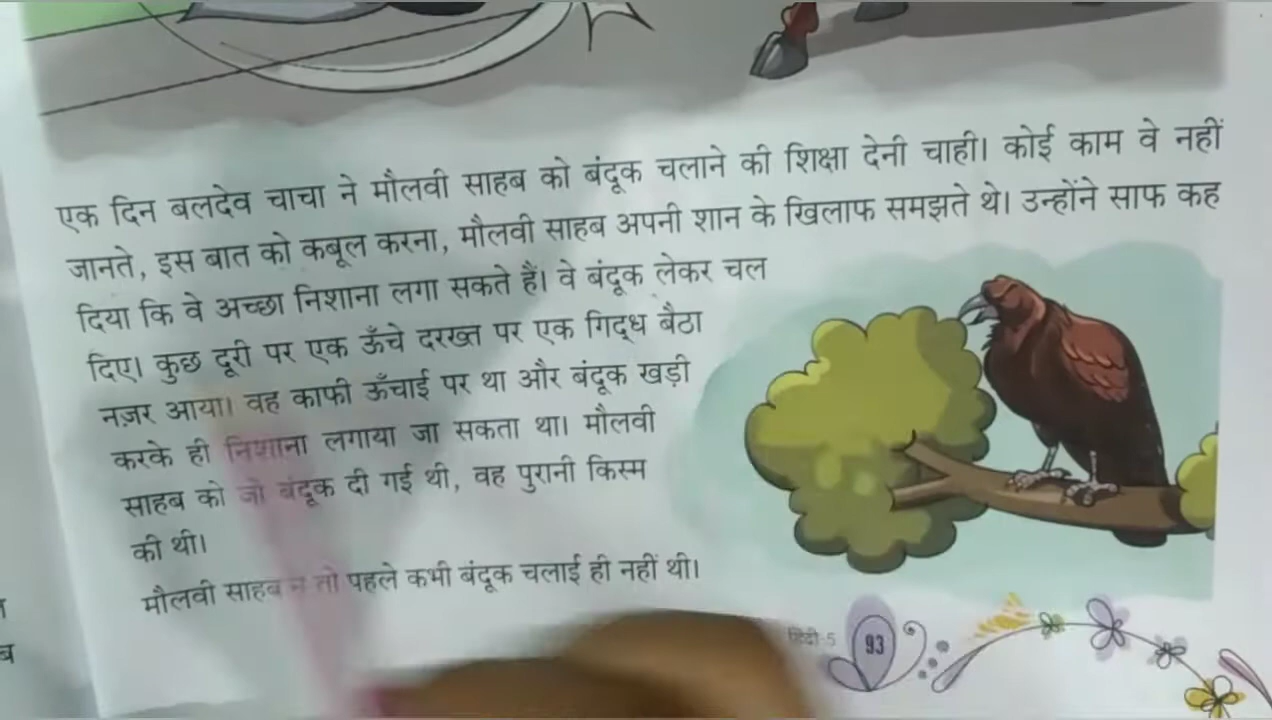 एक दिन बलदेव चाचा ने मौलवी साहब को बंदूक चलाने की शिक्षा देनी चाही। कोई काम वे नहीं
जानते, इस बात को कबूल करना, मौलवी साहब अपनी शान के खिलाफ समझते थे। उन्होंने साफ कह
दिया कि वे अच्छा निशाना लगा सकते हैं। वे बंदूक लेकर चल
दिए। कुछ दूरी पर एक ऊँचे दरख्त पर एक गिद्ध बैठा
नज़र आया। वह काफी ऊँचाई पर था और बंदूक खड़ी
करके ही निशाना लगाया जा सकता था। मौलवी
साहब को जो बंदूक दी गई थी, वह पुरानी किस्म
की थी।
मौलवी साहब ने तो पहले कभी बंदूक चलाई ही नहीं थी।
हिंदी-5 93